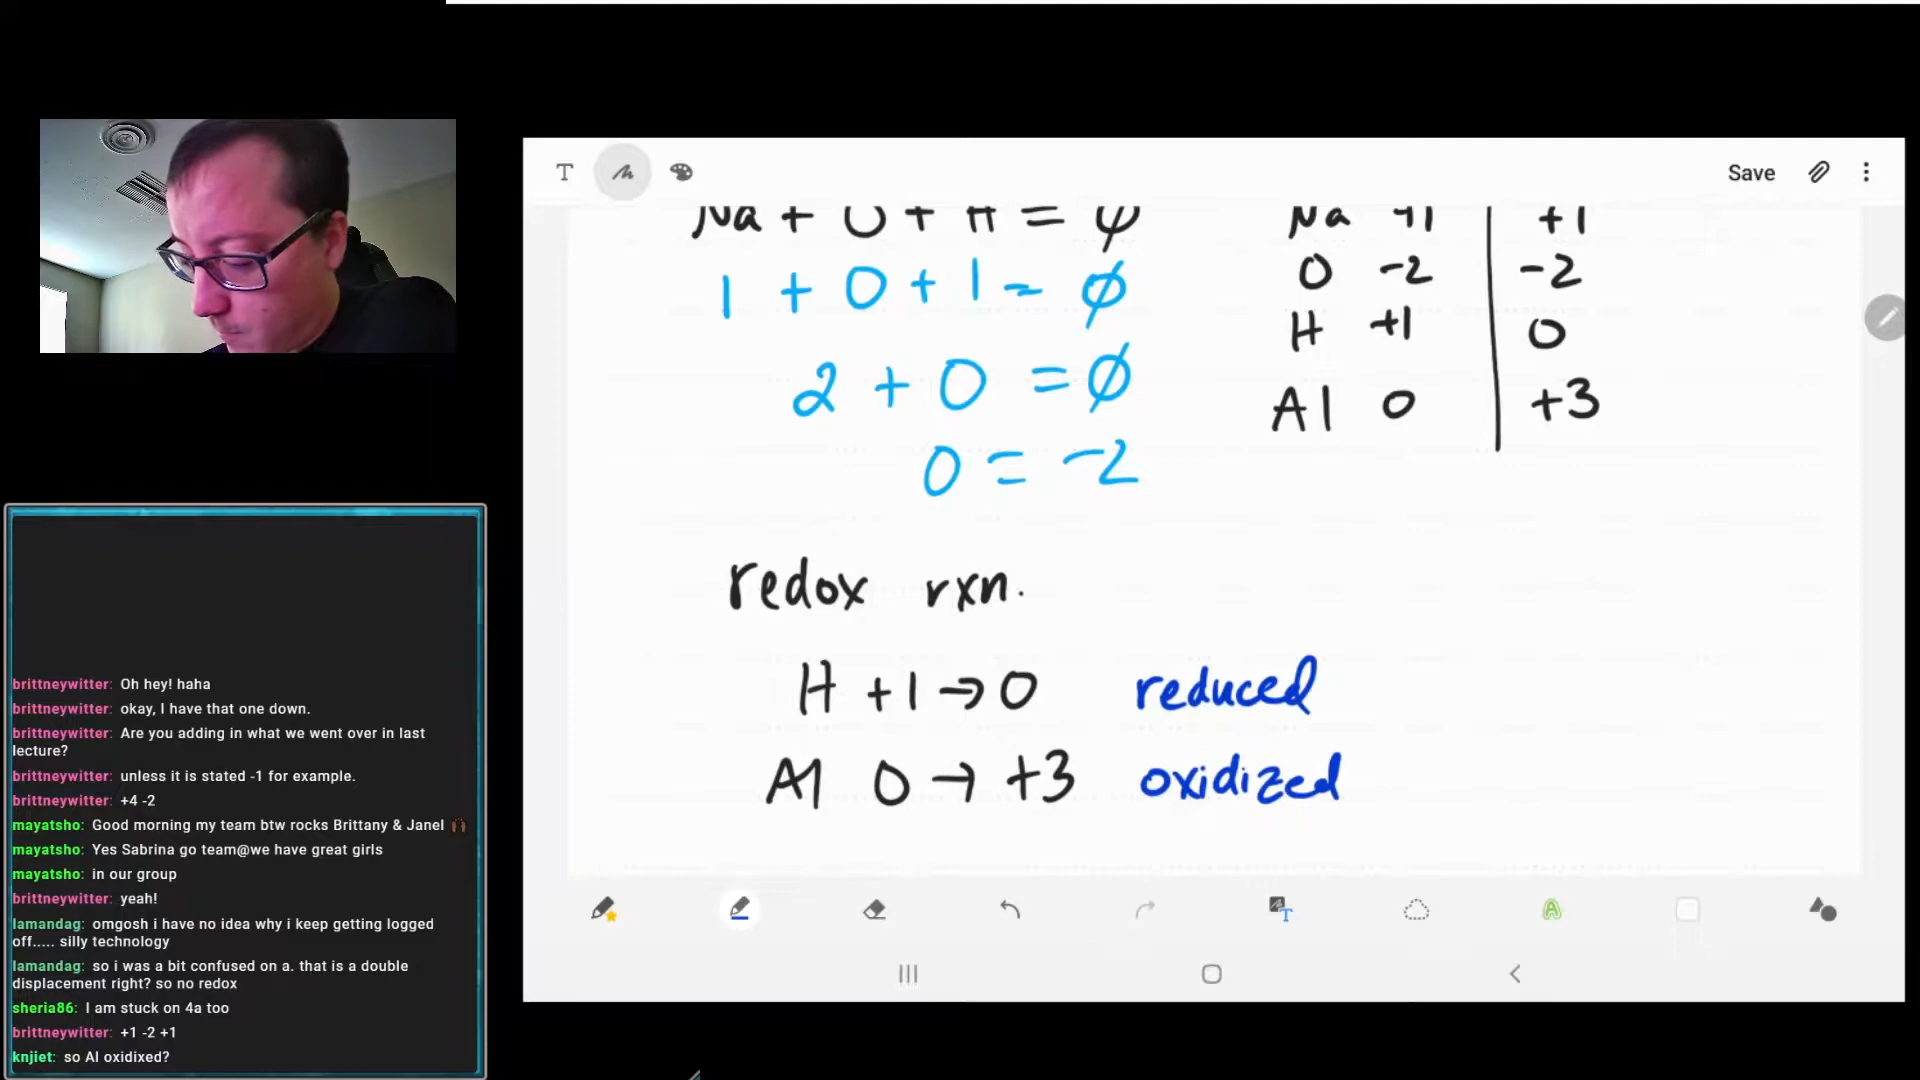 Save
Na + O + H = ϕ
1 + O + 1 = ϕ
2 + O = ϕ
O = -2
Na +1 +1
O -2 -2
H +1 0
Al 0 +3
redox rxn.
H +1 → 0 reduced
Al 0 → +3 oxidized
brittneywitter: Oh hey! haha
brittneywitter: okay, I have that one down.
brittneywitter: Are you adding in what we went over in last
lecture?
brittneywitter: unless it is stated -1 for example.
brittneywitter: +4 -2
mayatsho: Good morning my team btw rocks Brittany & Janel 🙌🏿
mayatsho: Yes Sabrina go team@we have great girls
mayatsho: in our group
brittneywitter: yeah!
lamandag: omgosh i have no idea why i keep getting logged
off..... silly technology
lamandag: so i was a bit confused on a. that is a double
displacement right? so no redox
sheria86: I am stuck on 4a too
brittneywitter: +1 -2 +1
knjiet: so Al oxidixed?